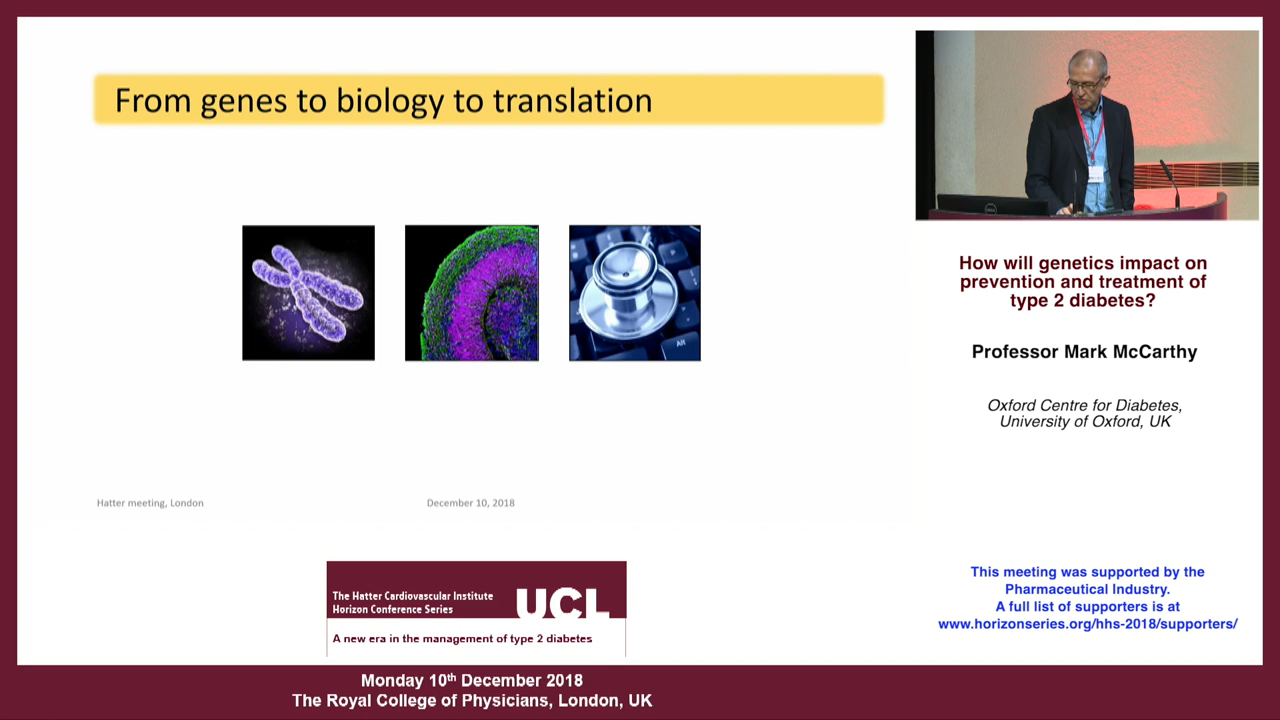 From genes to biology to translation
Hatter meeting, London
December 10, 2018
How will genetics impact on
prevention and treatment of
type 2 diabetes?
Professor Mark McCarthy
Oxford Centre for Diabetes,
University of Oxford, UK
This meeting was supported by the
Pharmaceutical Industry.
A full list of supporters is at
www.horizonseries.org/hhs-2018/supporters/
The Hatter Cardiovascular Institute
Horizon Conference Series
UCL
A new era in the management of type 2 diabetes
Monday 10th December 2018
The Royal College of Physicians, London, UK